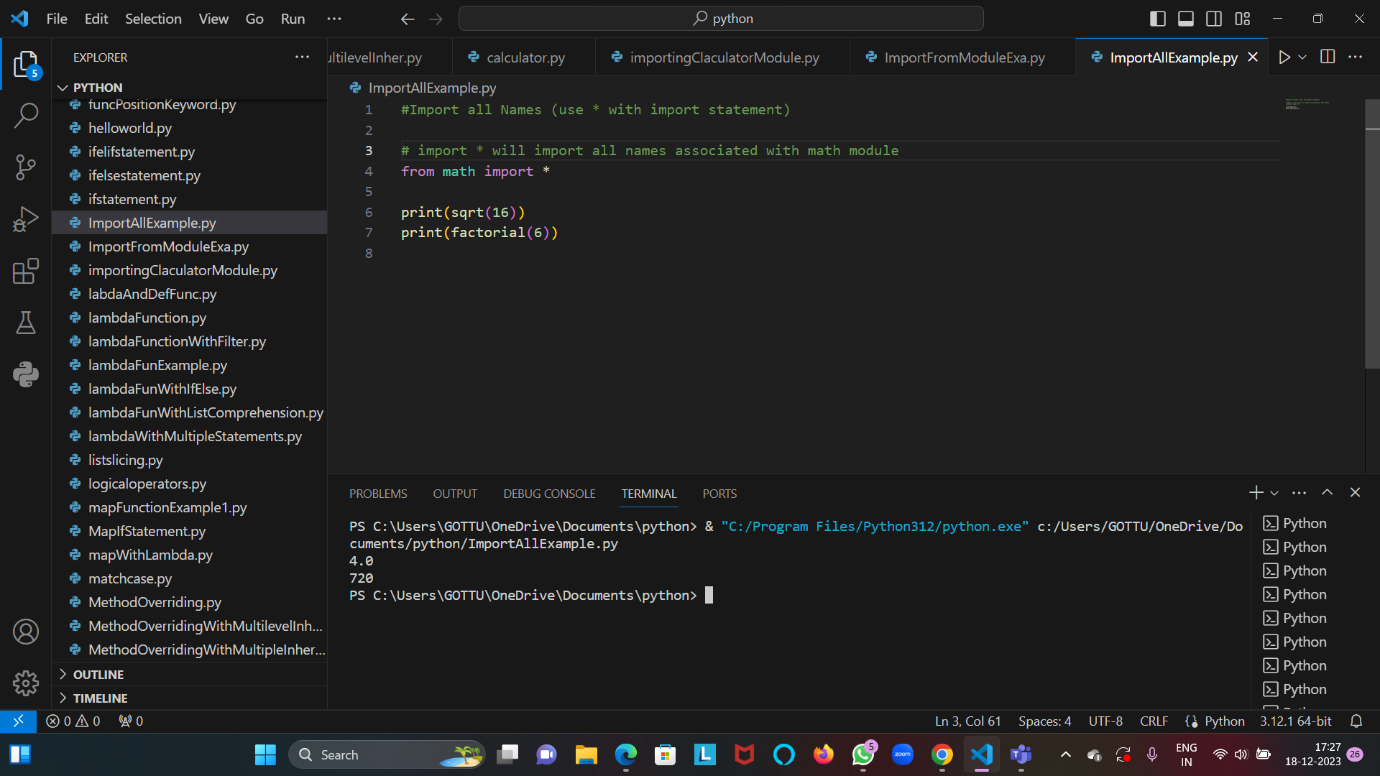 File Edit Selection View Go Run ···
python
EXPLORER ···
PYTHON
funcPositionKeyword.py
helloworld.py
ifelifstatement.py
ifelsestatement.py
ifstatement.py
ImportAllExample.py
ImportFromModuleExa.py
importingClaculatorModule.py
labdaAndDefFunc.py
lambdaFunction.py
lambdaFunctionWithFilter.py
lambdaFunExample.py
lambdaFunWithIfElse.py
lambdaFunWithListComprehension.py
lambdaWithMultipleStatements.py
listslicing.py
logicaloperators.py
mapFunctionExample1.py
MapIfStatement.py
mapWithLambda.py
matchcase.py
MethodOverriding.py
MethodOverridingWithMultilevelInh...
MethodOverridingWithMultipleInher...
OUTLINE
TIMELINE
5
ultilevelInher.py calculator.py importingClaculatorModule.py ImportFromModuleExa.py ImportAllExample.py
ImportAllExample.py
1 #Import all Names (use * with import statement)
2
3 # import * will import all names associated with math module
4 from math import *
5
6 print(sqrt(16))
7 print(factorial(6))
8
PROBLEMS OUTPUT DEBUG CONSOLE TERMINAL PORTS
PS C:\Users\GOTTU\OneDrive\Documents\python> & "C:/Program Files/Python312/python.exe" c:/Users/GOTTU/OneDrive/Do
cuments/python/ImportAllExample.py
4.0
720
PS C:\Users\GOTTU\OneDrive\Documents\python>
Python
Python
Python
Python
Python
Python
Python
Python
0 0 0 Ln 3, Col 61 Spaces: 4 UTF-8 CRLF Python 3.12.1 64-bit
Search
L
5
zoom
ENG
IN
17:27
18-12-2023
26